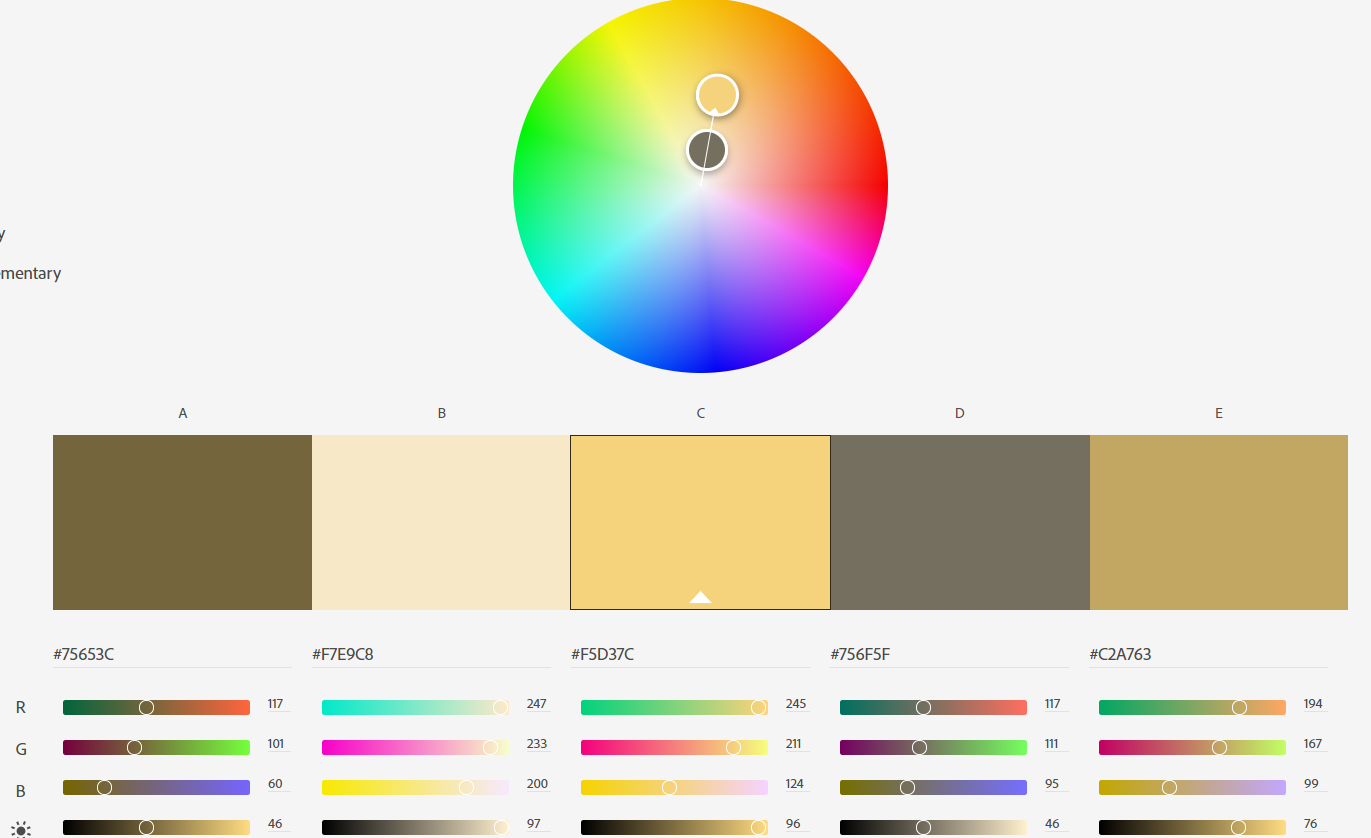 mentary
A B C D E
#75653C #F7E9C8 #F5D37C #756F5F #C2A763
R 117 247 245 117 194
G 101 233 211 111 167
B 60 200 124 95 99
46 97 96 46 76